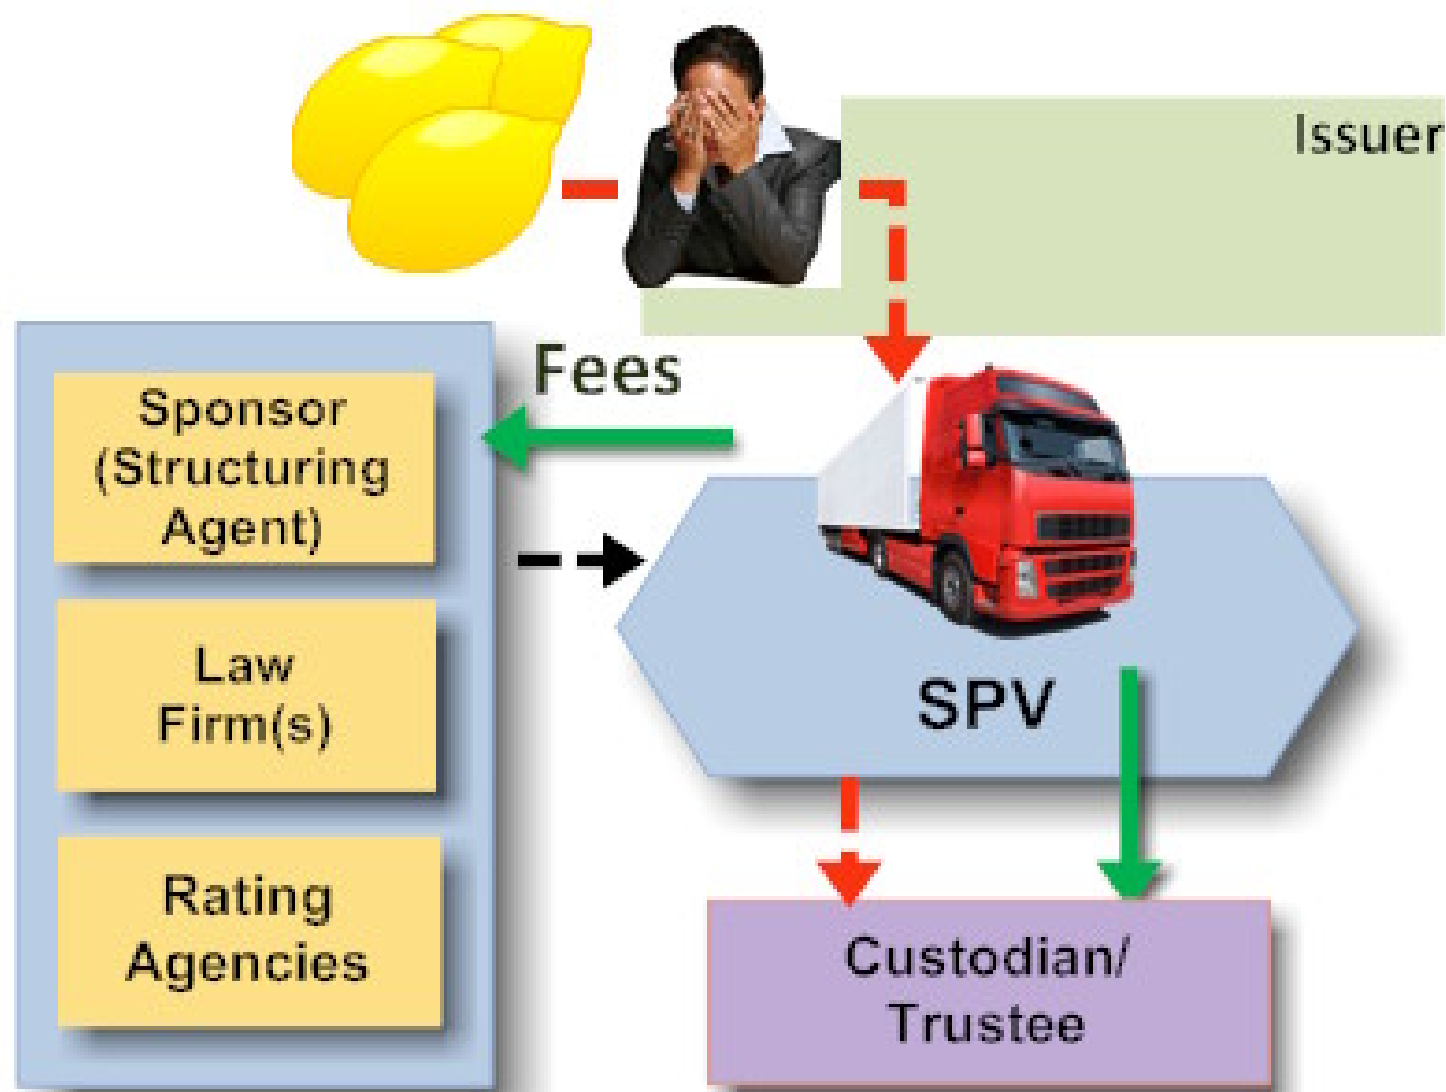 Issuer
Fees
Sponsor
(Structuring
Agent)
Law
Firm(s)
Rating
Agencies
SPV
Custodian/
Trustee